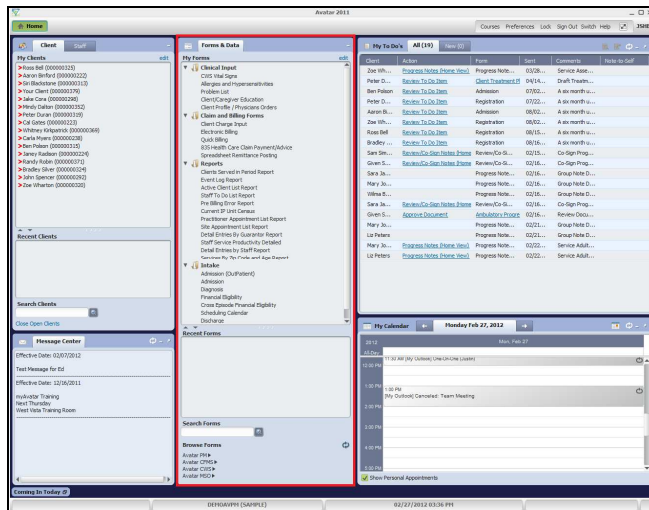 Avatar 2011
Home
Courses Preferences Lock Sign Out Switch Help JSHE
Client Staff
My Clients edit
Ross Bell (000000325)
Aaron Binford (000000222)
Siri Blackstone (000000313)
Your Client (000000379)
Jake Cora (000000298)
Mindy Dalton (000000352)
Peter Duran (000000319)
Cal Gates (000000223)
Whitney Kirkpatrick (000000369)
Carla Myers (000000238)
Ben Polson (000000315)
Janey Radison (000000224)
Randy Robin (000000371)
Bradley Silver (000000324)
John Spencer (000000292)
Zoe Wharton (000000320)
Recent Clients
Search Clients
Close Open Clients
Message Center
Effective Date: 02/07/2012
Test Message for Ed
Effective Date: 12/16/2011
myAvatar Training
Next Thursday
West Vista Training Room
Coming In Today
Forms & Data
My Forms edit
Clinical Input
CWS Vital Signs
Allergies and Hypersensitivities
Problem List
Client/Caregiver Education
Client Profile / Physicians Orders
Claim and Billing Forms
Client Charge Input
Electronic Billing
Quick Billing
835 Health Care Claim Payment/Advice
Spreadsheet Remittance Posting
Reports
Clients Served in Period Report
Event Log Report
Active Client List Report
Staff To Do List Report
Pre Billing Error Report
Current IP Unit Census
Practitioner Appointment List Report
Site Appointment List Report
Detail Entries By Guarantor Report
Staff Service Productivity Detailed
Detail Entries by Staff Report
Services By Zip Code and Age Report
Intake
Admission (OutPatient)
Admission
Diagnosis
Financial Eligibility
Cross Episode Financial Eligibility
Scheduling Calendar
Discharge
Recent Forms
Search Forms
Browse Forms
Avatar PM
Avatar CFMS
Avatar CWS
Avatar MSO
My To Do's All (19) New (0)
Client Action Form Sent Comments Note-to-Self
Zoe Wh... Progress Notes (Home View) Progress Note... 03/28... Service Asse...
Peter D... Review To Do Item Client Treatment Pl 04/14... Draft Treatm...
Ben Polson Review To Do Item Admission 07/02... A six month u...
Peter D... Review To Do Item Registration 07/22... A six month u...
Aaron Bi... Review To Do Item Admission 08/02... A six month u...
Zoe Wh... Review To Do Item Registration 08/02... A six month u...
Ross Bell Review To Do Item Registration 08/15... A six month u...
Bradley ... Review To Do Item Registration 08/16... A six month u...
Sam Sim... Review/Co-Sign Notes (Home Review/Co-Si... 02/15... Co-Sign Prog...
Given S... Review/Co-Sign Notes (Home Review/Co-Si... 02/16... Co-Sign Prog...
Sara Ja... Progress Note... 02/16... Group Note D...
Mary Jo... Progress Note... 02/16... Group Note D...
Wilma B... Progress Note... 02/16... Group Note D...
Sara Ja... Review/Co-Sign Notes (Home Review/Co-Si... 02/16... Co-Sign Prog...
Given S... Approve Document Ambulatory Progre 02/16... Review Docu...
Mary Jo... Progress Note... 02/21... Group Note D...
Liz Peters Progress Note... 02/21... Group Note D...
Mary Jo... Progress Notes (Home View) Progress Note... 02/22... Service Adult...
Liz Peters Progress Notes (Home View) Progress Note... 02/22... Service Adult...
My Calendar Monday Feb 27, 2012
2012 Mon, Feb 27
All Day
11:30 AM [My Outlook] One-On-One (Justin)
12:00 PM
1:00 PM 1:00 PM
[My Outlook] Canceled: Team Meeting
2:00 PM
3:00 PM
4:00 PM
5:00 PM
Show Personal Appointments
DEMOAVPM (SAMPLE) 02/27/2012 03:36 PM